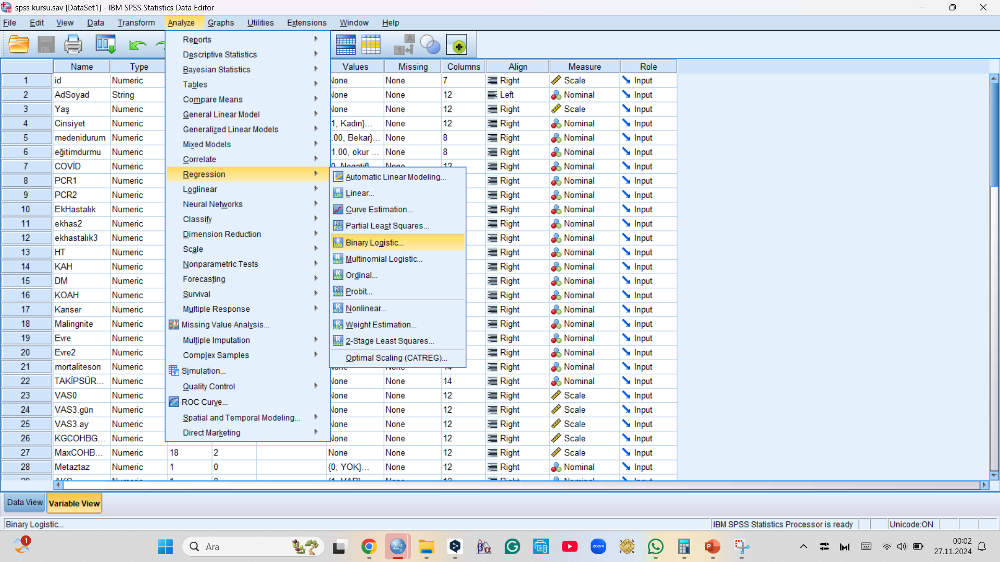 spss kursu.sav [DataSet1] - IBM SPSS Statistics Data Editor
File Edit View Data Transform Analyze Graphs Utilities Extensions Window Help
Reports
Descriptive Statistics
Bayesian Statistics
Tables
Compare Means
General Linear Model
Generalized Linear Models
Mixed Models
Correlate
Regression
Loglinear
Neural Networks
Classify
Dimension Reduction
Scale
Nonparametric Tests
Forecasting
Survival
Multiple Response
Missing Value Analysis...
Multiple Imputation
Complex Samples
Simulation...
Quality Control
ROC Curve...
Spatial and Temporal Modeling...
Direct Marketing
Automatic Linear Modeling...
Linear...
Curve Estimation...
Partial Least Squares...
Binary Logistic...
Multinomial Logistic...
Ordinal...
Probit...
Nonlinear...
Weight Estimation...
2-Stage Least Squares...
Optimal Scaling (CATREG)...
Name Type Values Missing Columns Align Measure Role
1 id Numeric None None 7 Right Scale Input
2 AdSoyad String None None 12 Left Nominal Input
3 Yaş Numeric None None 12 Right Scale Input
4 Cinsiyet Numeric 1, Kadın}... None 12 Right Nominal Input
5 medenidurum Numeric .00, Bekar}... None 8 Right Nominal Input
6 eğitimdurmu Numeric 1.00, okur ... None 8 Right Nominal Input
7 COVİD Numeric None 12 Right Nominal Input
8 PCR1 Numeric Right Nominal Input
9 PCR2 Numeric Right Nominal Input
10 EkHastalık Numeric Right Nominal Input
11 ekhas2 Numeric Right Nominal Input
12 ekhastalık3 Numeric Right Nominal Input
13 HT Numeric Right Nominal Input
14 KAH Numeric Right Nominal Input
15 DM Numeric Right Nominal Input
16 KOAH Numeric Right Nominal Input
17 Kanser Numeric Right Nominal Input
18 Malingnite Numeric Right Nominal Input
19 Evre Numeric Right Nominal Input
20 Evre2 Numeric Right Nominal Input
21 mortaliteson Numeric None None 14 Right Nominal Input
22 TAKİPSÜR... Numeric None None 14 Right Nominal Input
23 VAS0 Numeric None None 12 Right Scale Input
24 VAS3.gün Numeric None None 12 Right Scale Input
25 VAS3.ay Numeric None None 12 Right Scale Input
26 KGCOHBG... Numeric None None 12 Right Scale Input
27 MaxCOHB... Numeric 18 2 None None 12 Right Scale Input
28 Metaztaz Numeric 1 0 {0, YOK}... None 12 Right Nominal Input
Data View Variable View
Binary Logistic... IBM SPSS Statistics Processor is ready Unicode:ON
1
Ara
zoom
00:02
27.11.2024